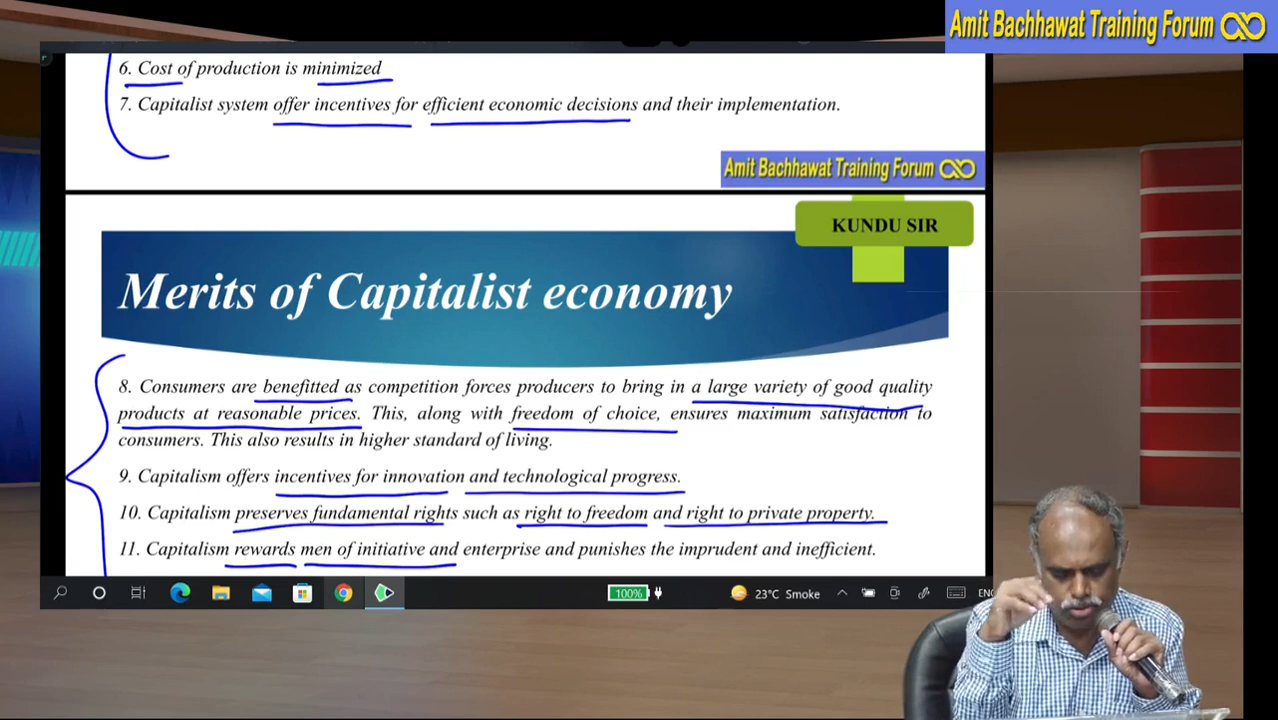 Amit Bachhawat Training Forum
6. Cost of production is minimized
7. Capitalist system offer incentives for efficient economic decisions and their implementation.
Amit Bachhawat Training Forum
KUNDU SIR
Merits of Capitalist economy
8. Consumers are benefitted as competition forces producers to bring in a large variety of good quality
products at reasonable prices. This, along with freedom of choice, ensures maximum satisfaction to
consumers. This also results in higher standard of living.
9. Capitalism offers incentives for innovation and technological progress.
10. Capitalism preserves fundamental rights such as right to freedom and right to private property.
11. Capitalism rewards men of initiative and enterprise and punishes the imprudent and inefficient.
100% 23°C Smoke ENG